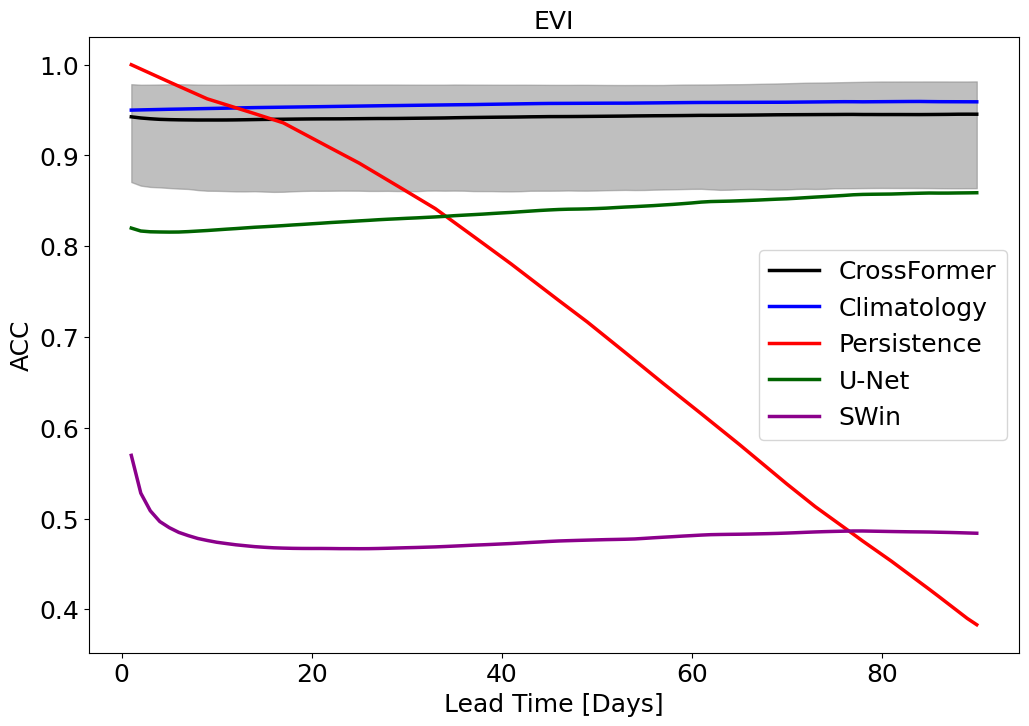 EVI
ACC
1.0
0.9
0.8
0.7
0.6
0.5
0.4
CrossFormer
Climatology
Persistence
U-Net
SWin
0 20 40 60 80
Lead Time [Days]